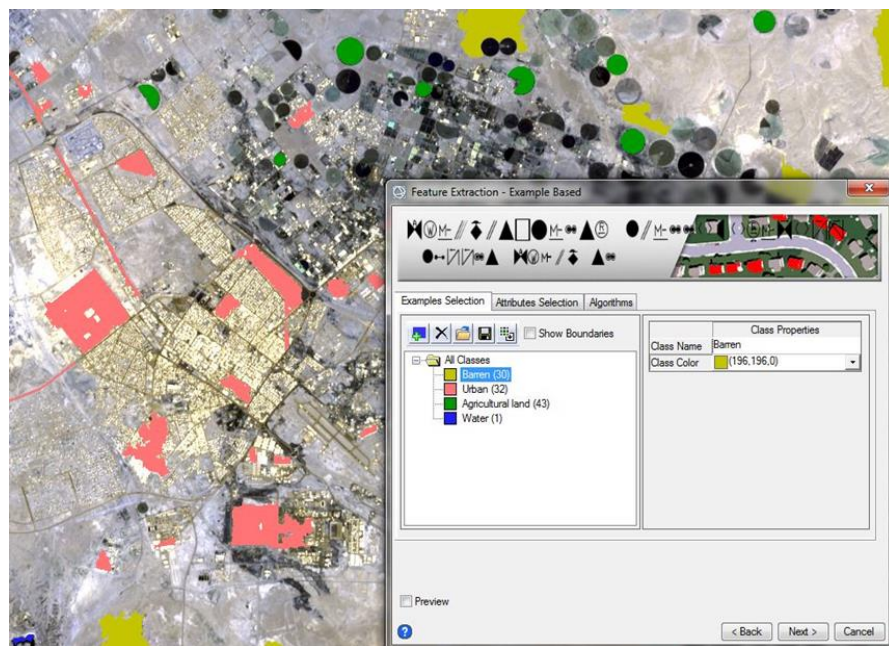 Feature Extraction - Example Based
Examples Selection
Attributes Selection
Algorithms
Show Boundaries
All Classes
Barren (30)
Urban (32)
Agricultural land (43)
Water (1)
Class Properties
Class Name Barren
Class Color (196,196,0)
Preview
< Back Next > Cancel